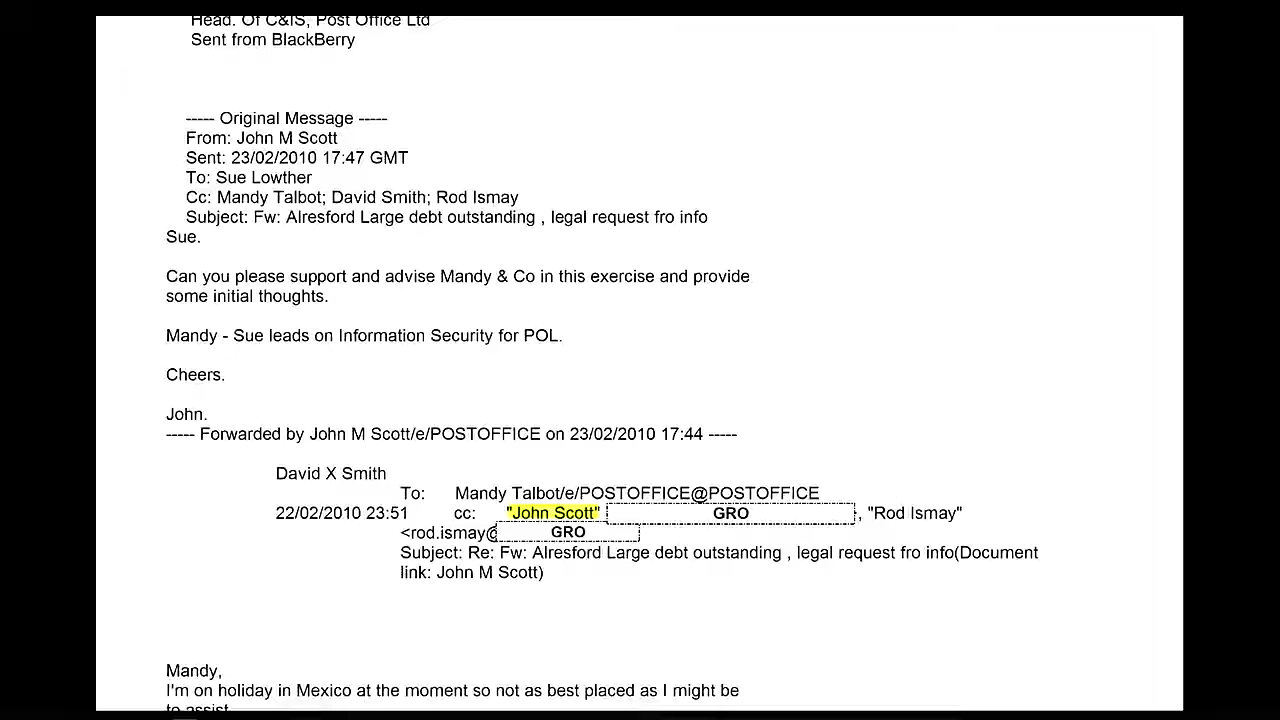 Head. Of C&IS, Post Office Ltd
Sent from BlackBerry
----- Original Message -----
From: John M Scott
Sent: 23/02/2010 17:47 GMT
To: Sue Lowther
Cc: Mandy Talbot; David Smith; Rod Ismay
Subject: Fw: Alresford Large debt outstanding , legal request fro info
Sue.
Can you please support and advise Mandy & Co in this exercise and provide
some initial thoughts.
Mandy - Sue leads on Information Security for POL.
Cheers.
John.
----- Forwarded by John M Scott/e/POSTOFFICE on 23/02/2010 17:44 -----
David X Smith
To: Mandy Talbot/e/POSTOFFICE@POSTOFFICE
22/02/2010 23:51 cc: "John Scott" GRO , "Rod Ismay"
<rod.ismay@ GRO
Subject: Re: Fw: Alresford Large debt outstanding , legal request fro info(Document
link: John M Scott)
Mandy,
I'm on holiday in Mexico at the moment so not as best placed as I might be
to assist